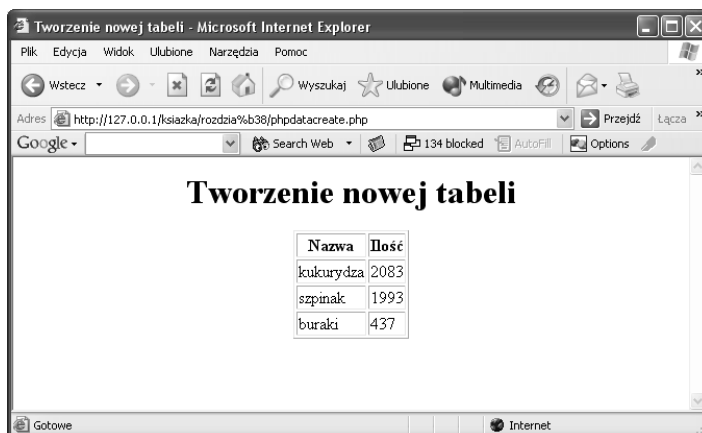 Tworzenie nowej tabeli - Microsoft Internet Explorer
Plik Edycja Widok Ulubione Narzędzia Pomoc
Wstecz Wyszukaj Ulubione Multimedia »
Adres http://127.0.0.1/ksiazka/rozdzia%b38/phpdatacreate.php Przejdź Łącza »
Google Search Web 134 blocked AutoFill Options
Tworzenie nowej tabeli
Nazwa Ilość
kukurydza 2083
szpinak 1993
buraki 437
Gotowe Internet